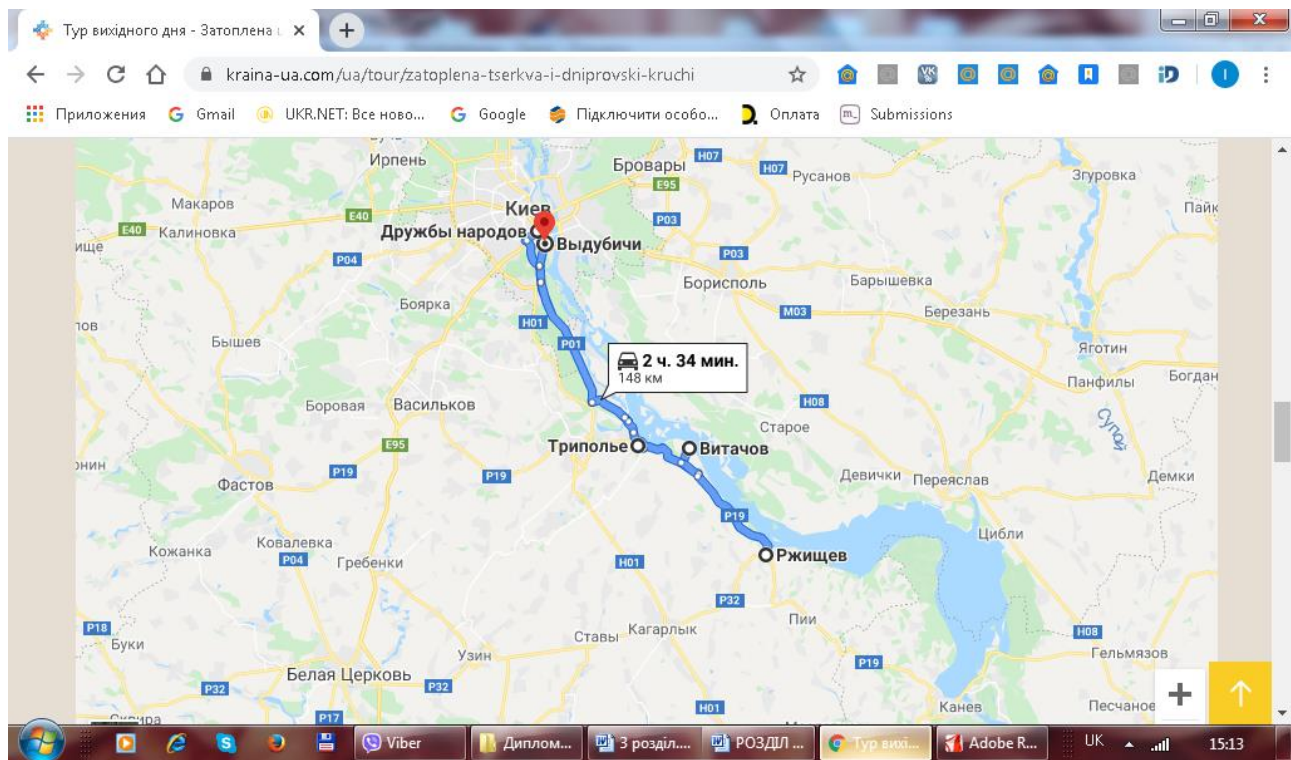 Тур вихідного дня - Затоплена
kraina-ua.com/ua/tour/zatoplena-tserkva-i-dniprovski-kruchi
Приложения Gmail UKR.NET: Все ново... Google Підключити особо... Оплата Submissions
Ирпень
Бровары
H07
H07
Русанов
Згуровка
E95
Макаров
Киев
Пайк
E40
P03
E40
Калиновка
Дружбы народов
Выдубичи
ище
P04
P03
Борисполь
Барышевка
Боярка
M03
Березань
H01
пов
Бышев
P01
2 ч. 34 мин.
148 км
Яготин
Панфилы
Богдан
Боровая
Васильков
H08
Супой
Старое
E95
Триполье
Витачов
онин
P19
P19
Фастов
Девички
Переяслав
Демки
P19
Цибли
Кожанка
Ковалевка
P04
Гребенки
H01
Ржищев
P32
Пии
P18
Буки
Ставы
Кагарлык
H08
Гельмязов
Узин
P19
Белая Церковь
P32
P32
H01
Канев
Песчаное
P17
Viber Диплом... 3 розділ.... РОЗДІЛ ... Тур вихі... Adobe R... UK 15:13